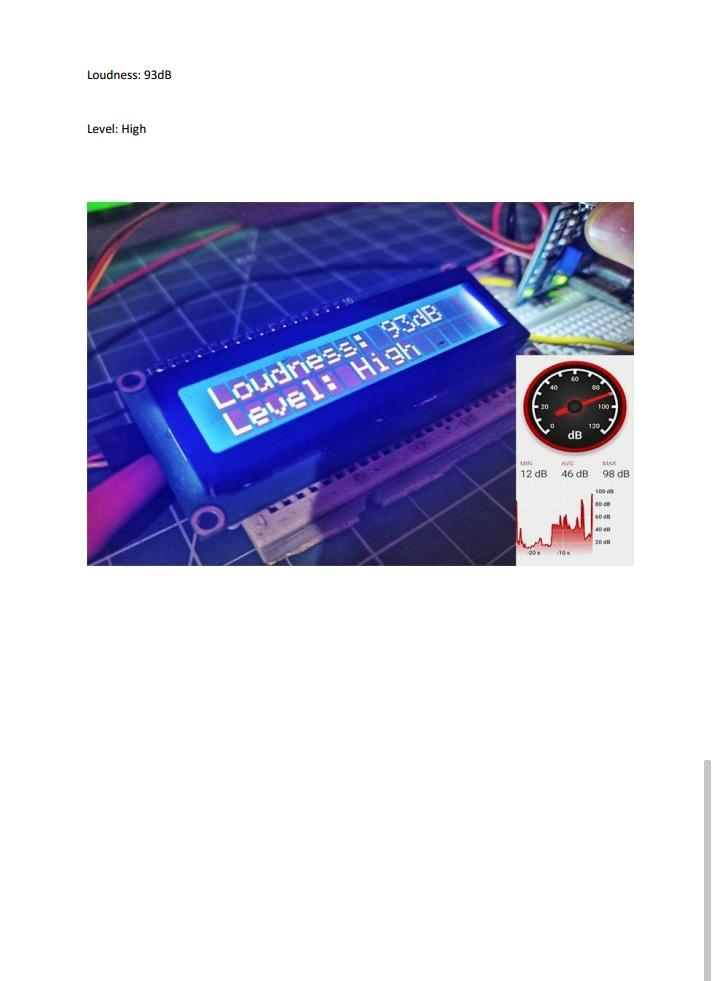 Loudness: 93dB
Level: High
16
Loudness: 93dB
Level: High
60
40 80
20 100
0 120
dB
MIN AVG MAX
12 dB 46 dB 98 dB
100 dB
80 dB
60 dB
40 dB
20 dB
-20 s -10 s